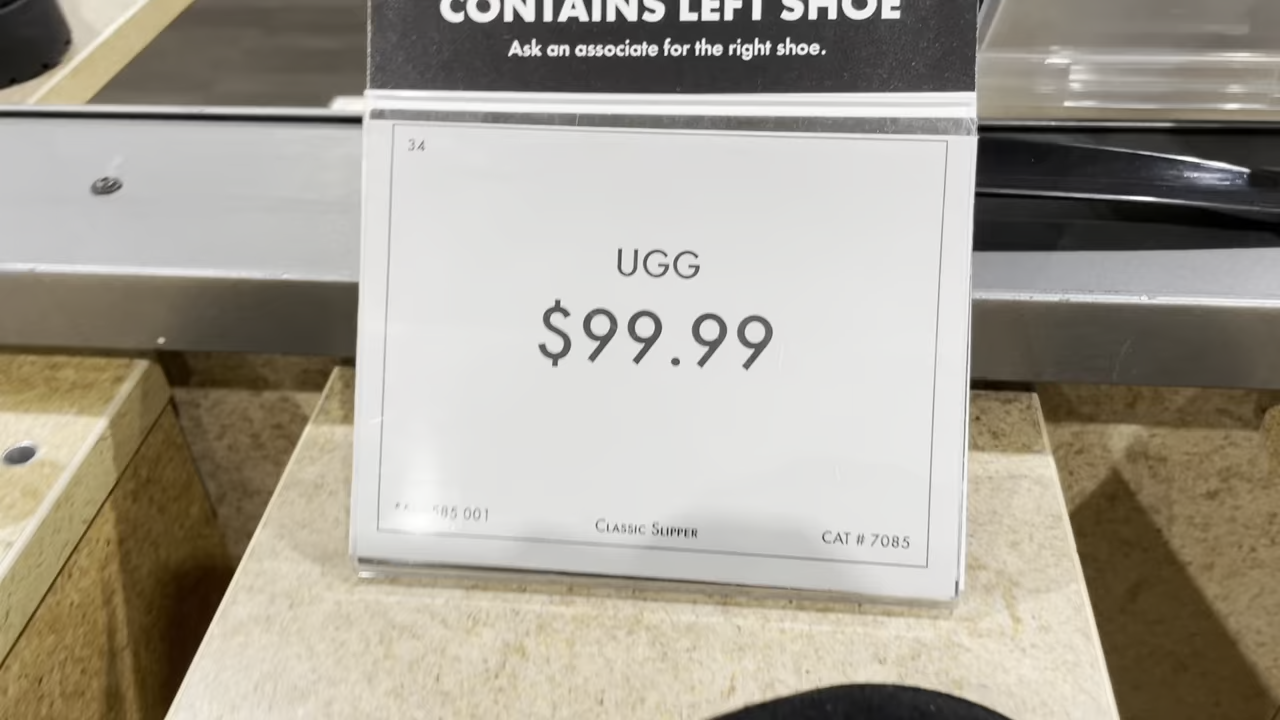 CONTAINS LEFT SHOE
Ask an associate for the right shoe.
34
UGG
$99.99
585 001
Classic Slipper
CAT # 7085